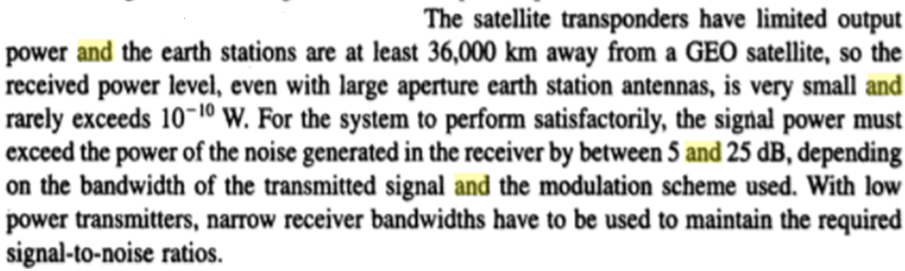 The satellite transponders have limited output
power and the earth stations are at least 36,000 km away from a GEO satellite, so the
received power level, even with large aperture earth station antennas, is very small and
rarely exceeds 10⁻¹⁰ W. For the system to perform satisfactorily, the signal power must
exceed the power of the noise generated in the receiver by between 5 and 25 dB, depending
on the bandwidth of the transmitted signal and the modulation scheme used. With low
power transmitters, narrow receiver bandwidths have to be used to maintain the required
signal-to-noise ratios.